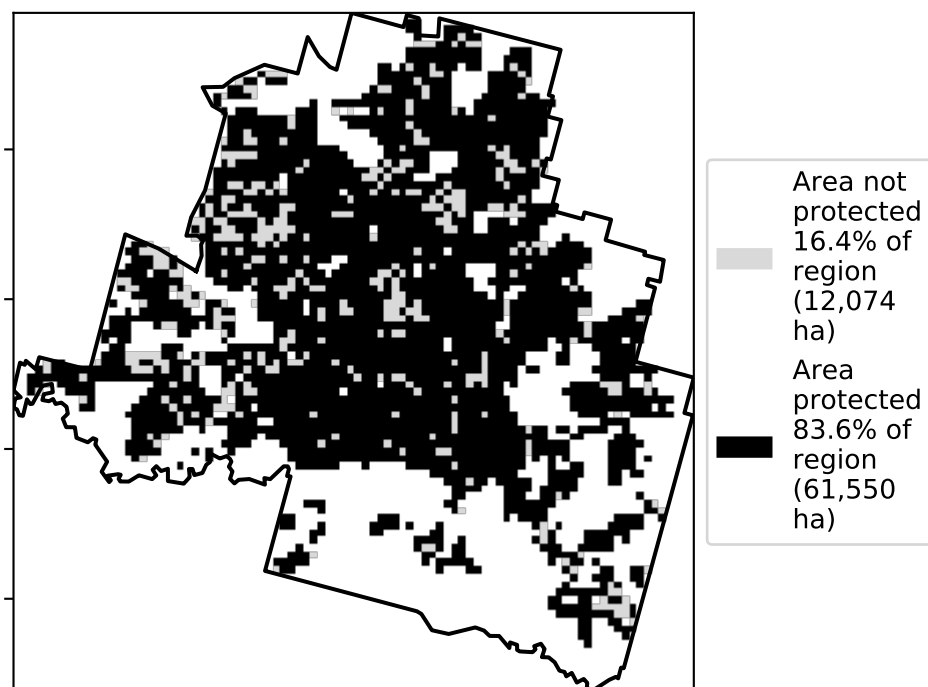 Area not
protected
16.4% of
region
(12,074
ha)
Area
protected
83.6% of
region
(61,550
ha)